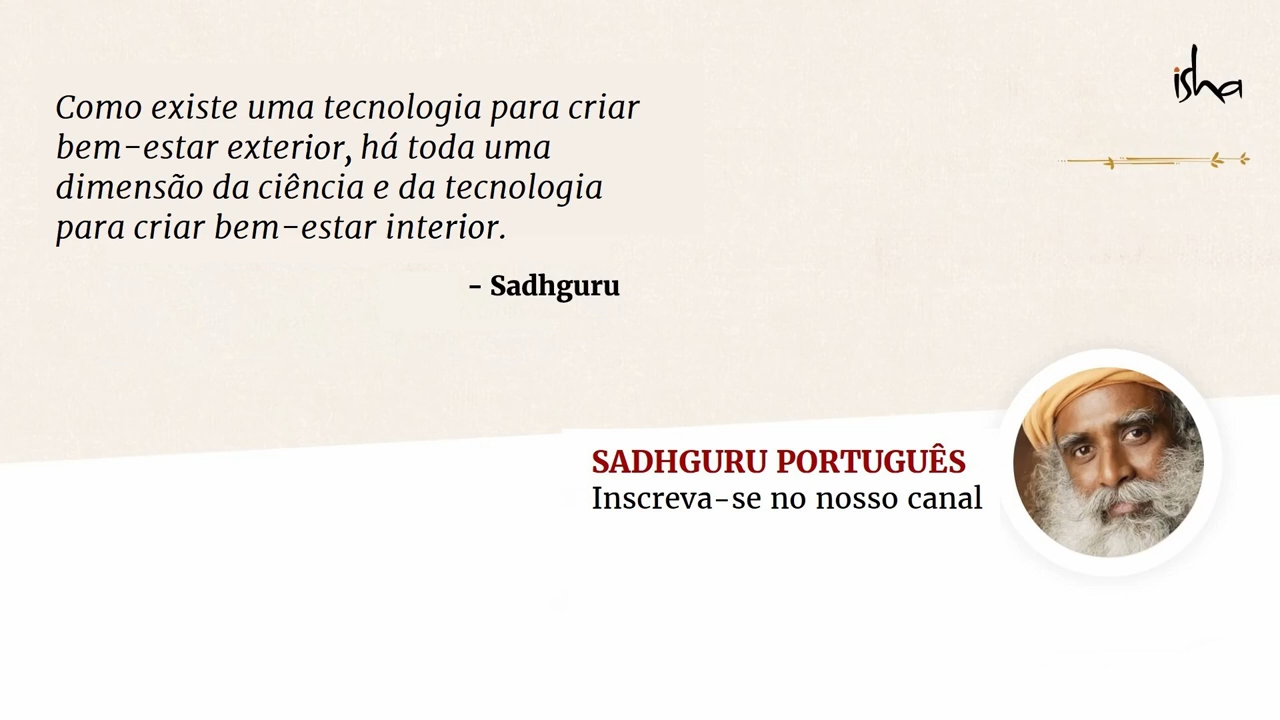 Como existe uma tecnologia para criar
bem-estar exterior, há toda uma
dimensão da ciência e da tecnologia
para criar bem-estar interior.
- Sadhguru
isha
SADHGURU PORTUGUÊS
Inscreva-se no nosso canal